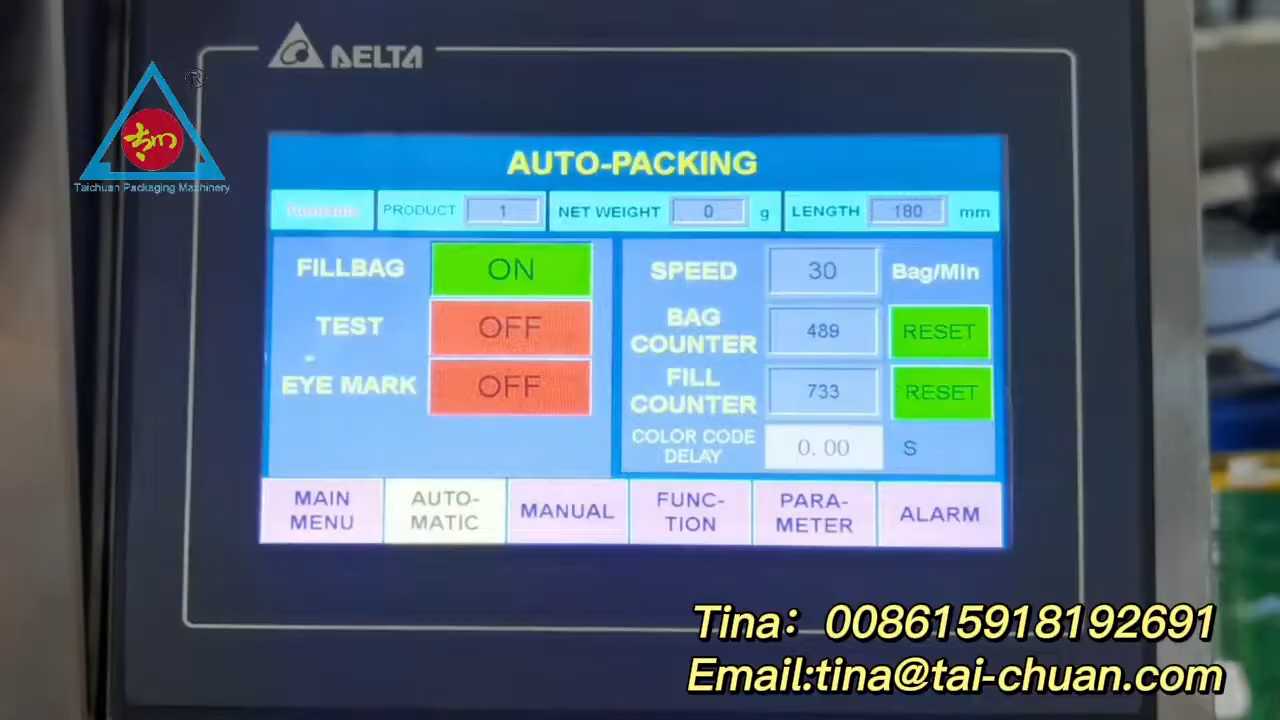 DELTA
®
Taichuan Packaging Machinery
AUTO-PACKING
PRODUCT 1 NET WEIGHT 0 g LENGTH 180 mm
FILLBAG ON
TEST OFF
EYE MARK OFF
SPEED 30 Bag/Min
BAG
COUNTER 489 RESET
FILL
COUNTER 733 RESET
COLOR CODE
DELAY 0.00 S
MAIN
MENU
AUTO-
MATIC
MANUAL
FUNC-
TION
PARA-
METER
ALARM
Tina: 008615918192691
Email:tina@tai-chuan.com